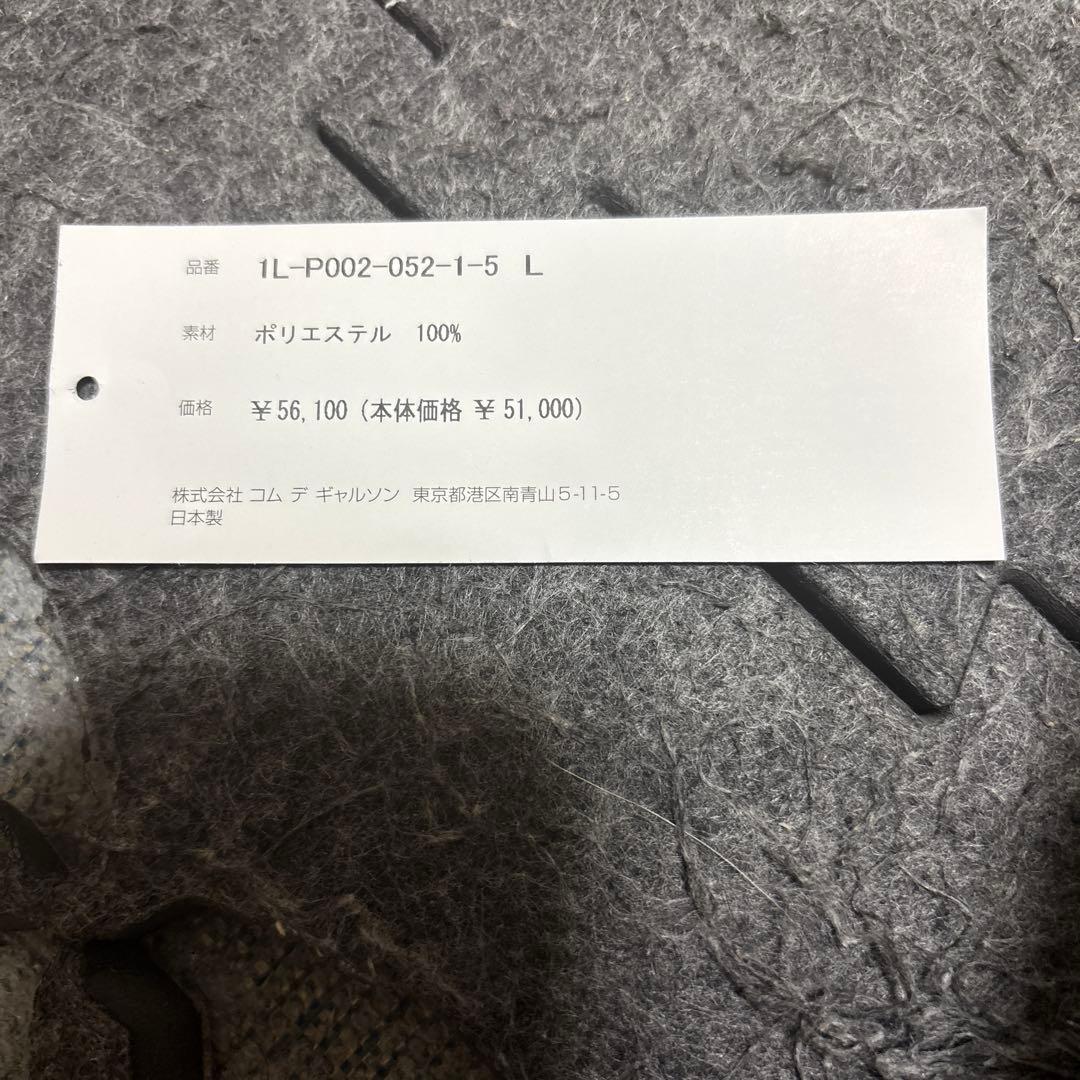 品番 1L-P002-052-1-5 L
素材 ポリエステル 100%
価格 ￥56,100 (本体価格 ￥51,000)
株式会社 コム デ ギャルソン 東京都港区南青山5-11-5
日本製